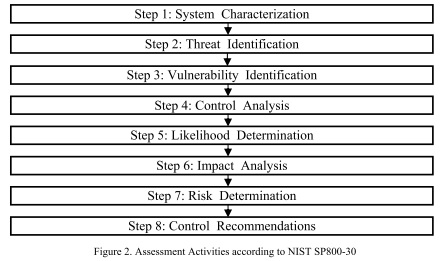 Step 1: System Characterization
Step 2: Threat Identification
Step 3: Vulnerability Identification
Step 4: Control Analysis
Step 5: Likelihood Determination
Step 6: Impact Analysis
Step 7: Risk Determination
Step 8: Control Recommendations
Figure 2. Assessment Activities according to NIST SP800-30